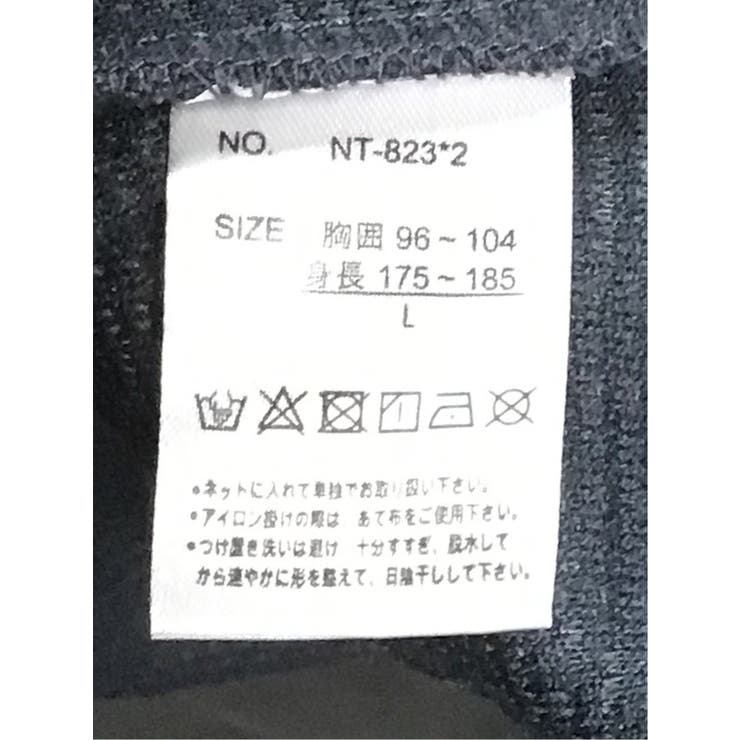 NO. NT-823*2
SIZE 胸囲 96～104
身長 175～185
L
•ネットに入れて単独でお取り扱い下さい。
•アイロン掛けの際は、あて布をご使用下さい。
•つけ置き洗いは避け 十分すすぎ、脱水して
から速やかに形を整えて、日陰干しして下さい。